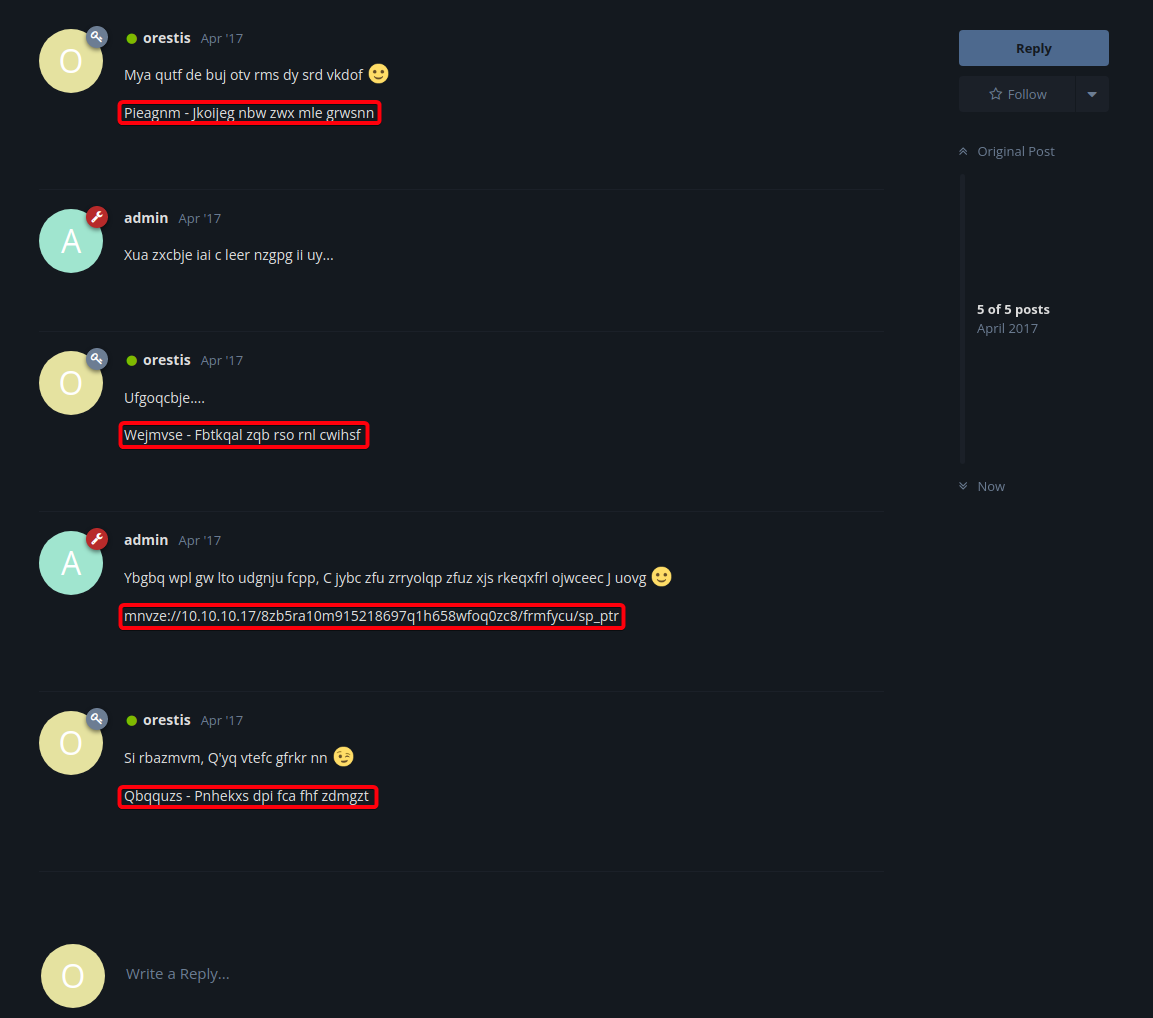 O
orestis Apr '17
Reply
Mya qutf de buj otv rms dy srd vkdof 🙂
Follow
Pieagnm - Jkoijeg nbw zwx mle grwsnn
Original Post
A
admin Apr '17
Xua zxcbje iai c leer nzgpg ii uy...
5 of 5 posts
April 2017
O
orestis Apr '17
Ufgoqcbje....
Wejmvse - Fbtkqal zqb rso rnl cwihsf
Now
A
admin Apr '17
Ybgbq wpl gw lto udgnju fcpp, C jybc zfu zrryolqp zfuz xjs rkeqxfrl ojwceec J uovg 🙂
mnvze://10.10.10.17/8zb5ra10m915218697q1h658wfoq0zc8/frmfycu/sp_ptr
O
orestis Apr '17
Si rbazmvm, Q'yq vtefc gfrkr nn 😉
Qbqquzs - Pnhekxs dpi fca fhf zdmgzt
O
Write a Reply...